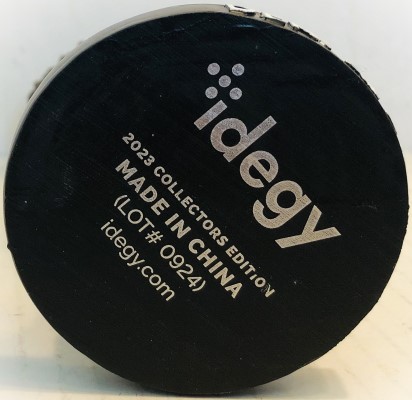 idegy
2023 COLLECTORS EDITION
MADE IN CHINA
(LOT# 0924)
idegy.com